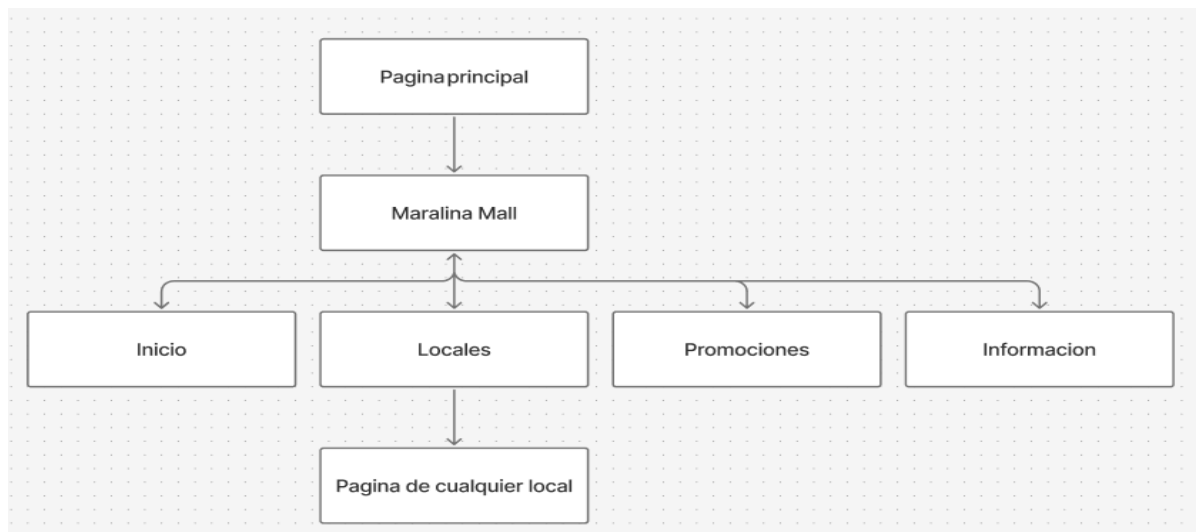 Pagina principal
Maralina Mall
Inicio
Locales
Promociones
Informacion
Pagina de cualquier local